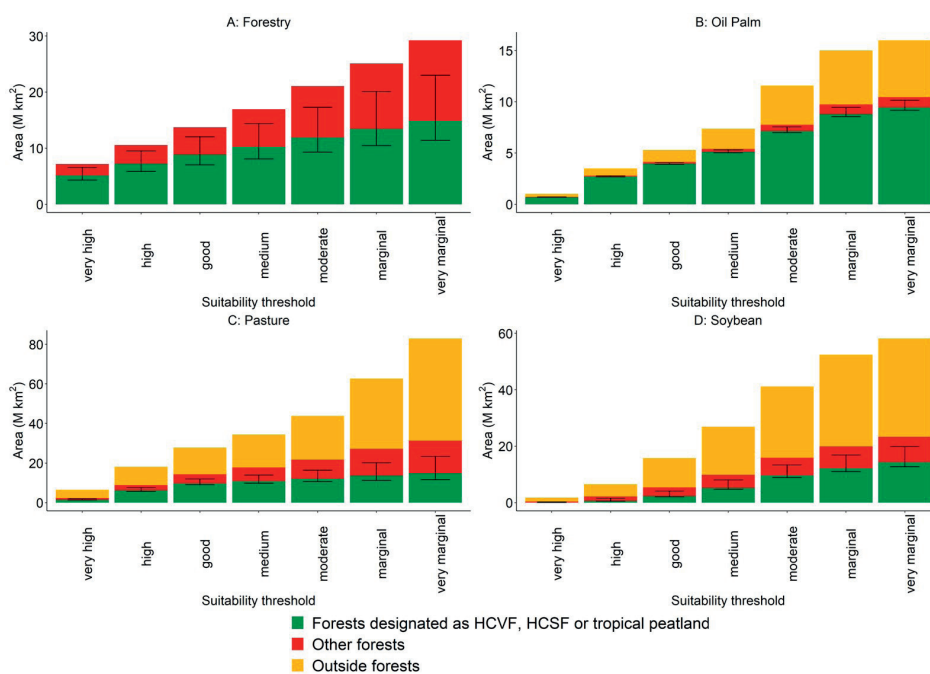 A: Forestry
Area (M km²)
30
20
10
0
very high
high
good
medium
moderate
marginal
very marginal
Suitability threshold
B: Oil Palm
Area (M km²)
15
10
5
0
very high
high
good
medium
moderate
marginal
very marginal
Suitability threshold
C: Pasture
Area (M km²)
80
60
40
20
0
very high
high
good
medium
moderate
marginal
very marginal
Suitability threshold
D: Soybean
Area (M km²)
60
40
20
0
very high
high
good
medium
moderate
marginal
very marginal
Suitability threshold
Forests designated as HCVF, HCSF or tropical peatland
Other forests
Outside forests